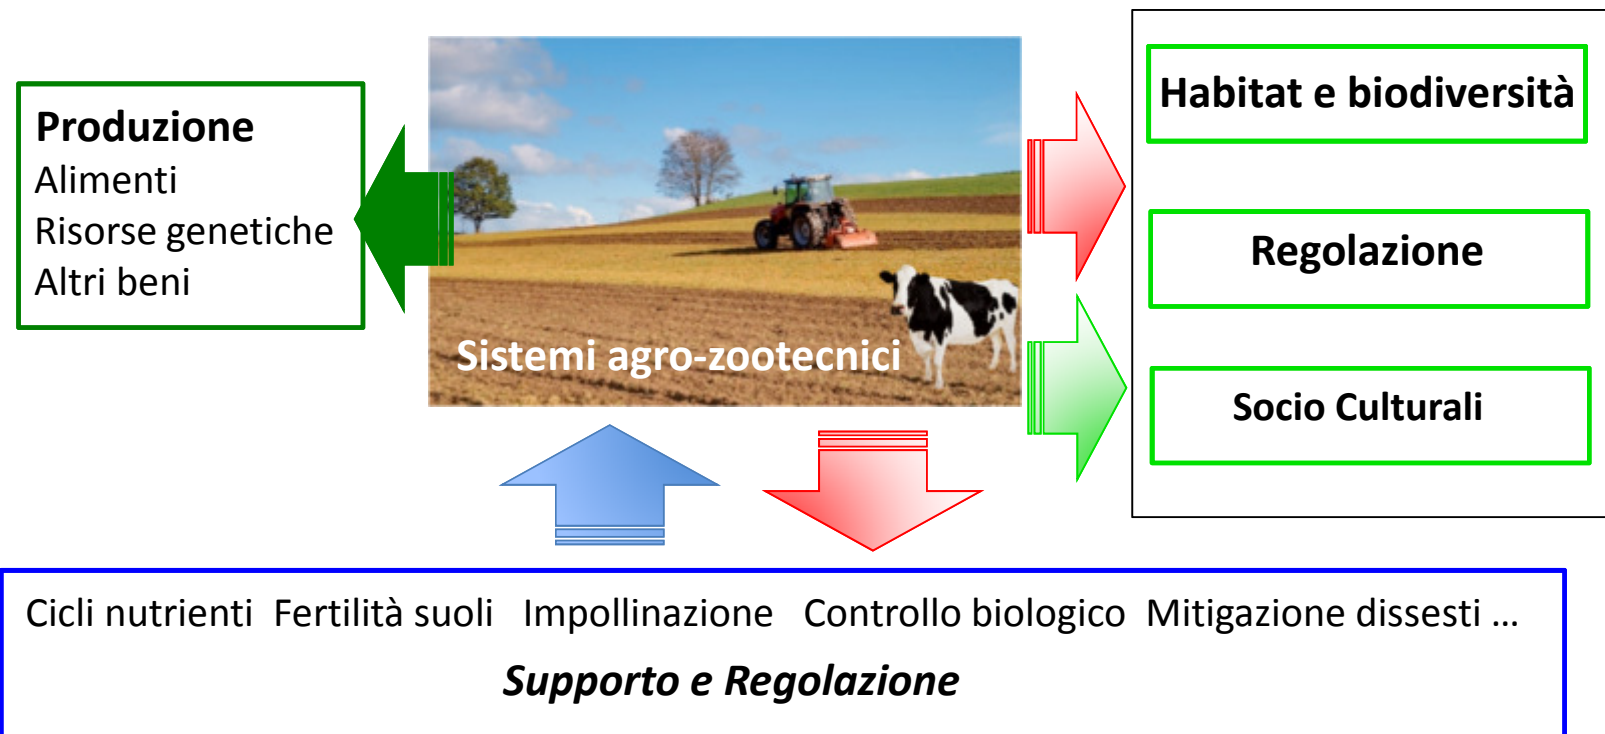 Produzione
Alimenti
Risorse genetiche
Altri beni
Sistemi agro-zootecnici
Habitat e biodiversità
Regolazione
Socio Culturali
Cicli nutrienti Fertilità suoli Impollinazione Controllo biologico Mitigazione dissesti ...
Supporto e Regolazione